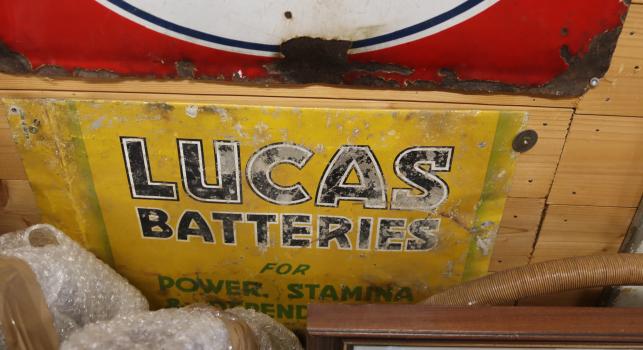 LUCAS
BATTERIES
FOR
POWER, STAMINA
&